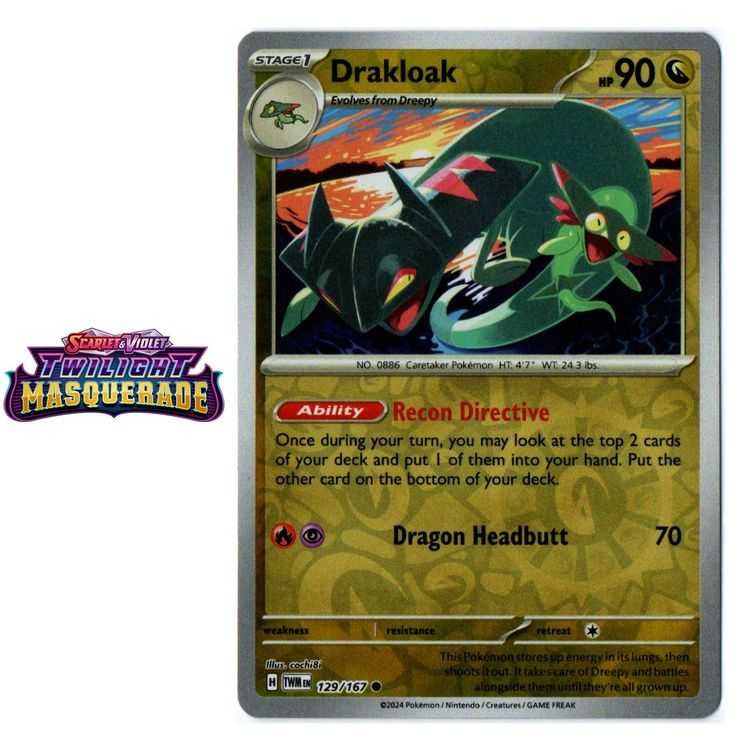 SCARLET & VIOLET
TWILIGHT
MASQUERADE
STAGE 1
Drakloak
HP 90
Evolves from Dreepy
NO. 0886 Caretaker Pokémon HT: 4'7" WT: 24.3 lbs.
Ability Recon Directive
Once during your turn, you may look at the top 2 cards
of your deck and put 1 of them into your hand. Put the
other card on the bottom of your deck.
Dragon Headbutt 70
weakness resistance retreat
Illus. cochi8i
This Pokémon stores up energy in its lungs, then
shoots it out. It takes care of Dreepy and battles
alongside them until they're all grown up.
H TWM EN 129/167
©2024 Pokémon / Nintendo / Creatures / GAME FREAK